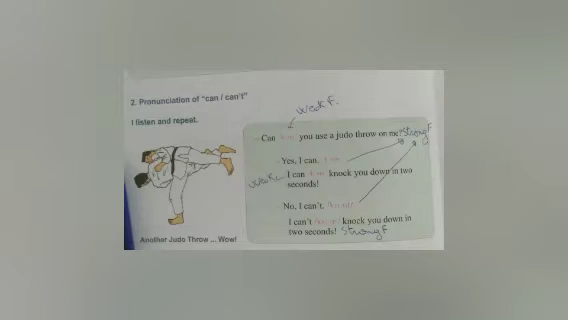 2. Pronunciation of "can / can't"
Weak F.
I listen and repeat.
Can you use a judo throw on me? Strong F
Yes, I can.
Weak I can knock you down in two
seconds!
No, I can't.
I can't knock you down in
two seconds! Strong F
Another Judo Throw ... Wow!